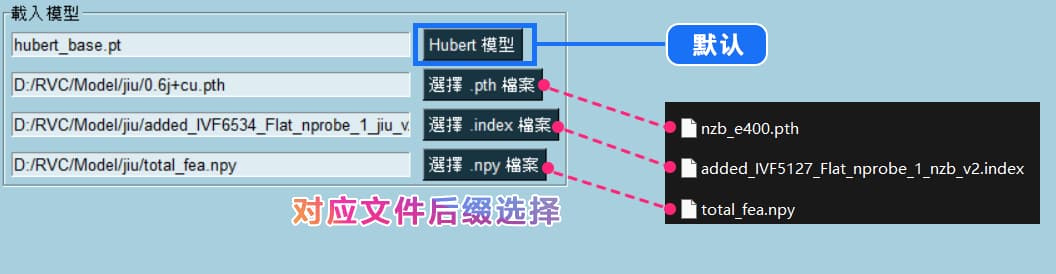 載入模型
hubert_base.pt
Hubert 模型
默认
D:/RVC/Model/jiu/0.6j+cu.pth
選擇 .pth 檔案
D:/RVC/Model/jiu/added_IVF6534_Flat_nprobe_1_jiu_v
選擇 .index 檔案
D:/RVC/Model/jiu/total_fea.npy
選擇 .npy 檔案
nzb_e400.pth
added_IVF5127_Flat_nprobe_1_nzb_v2.index
total_fea.npy
对应文件后缀选择